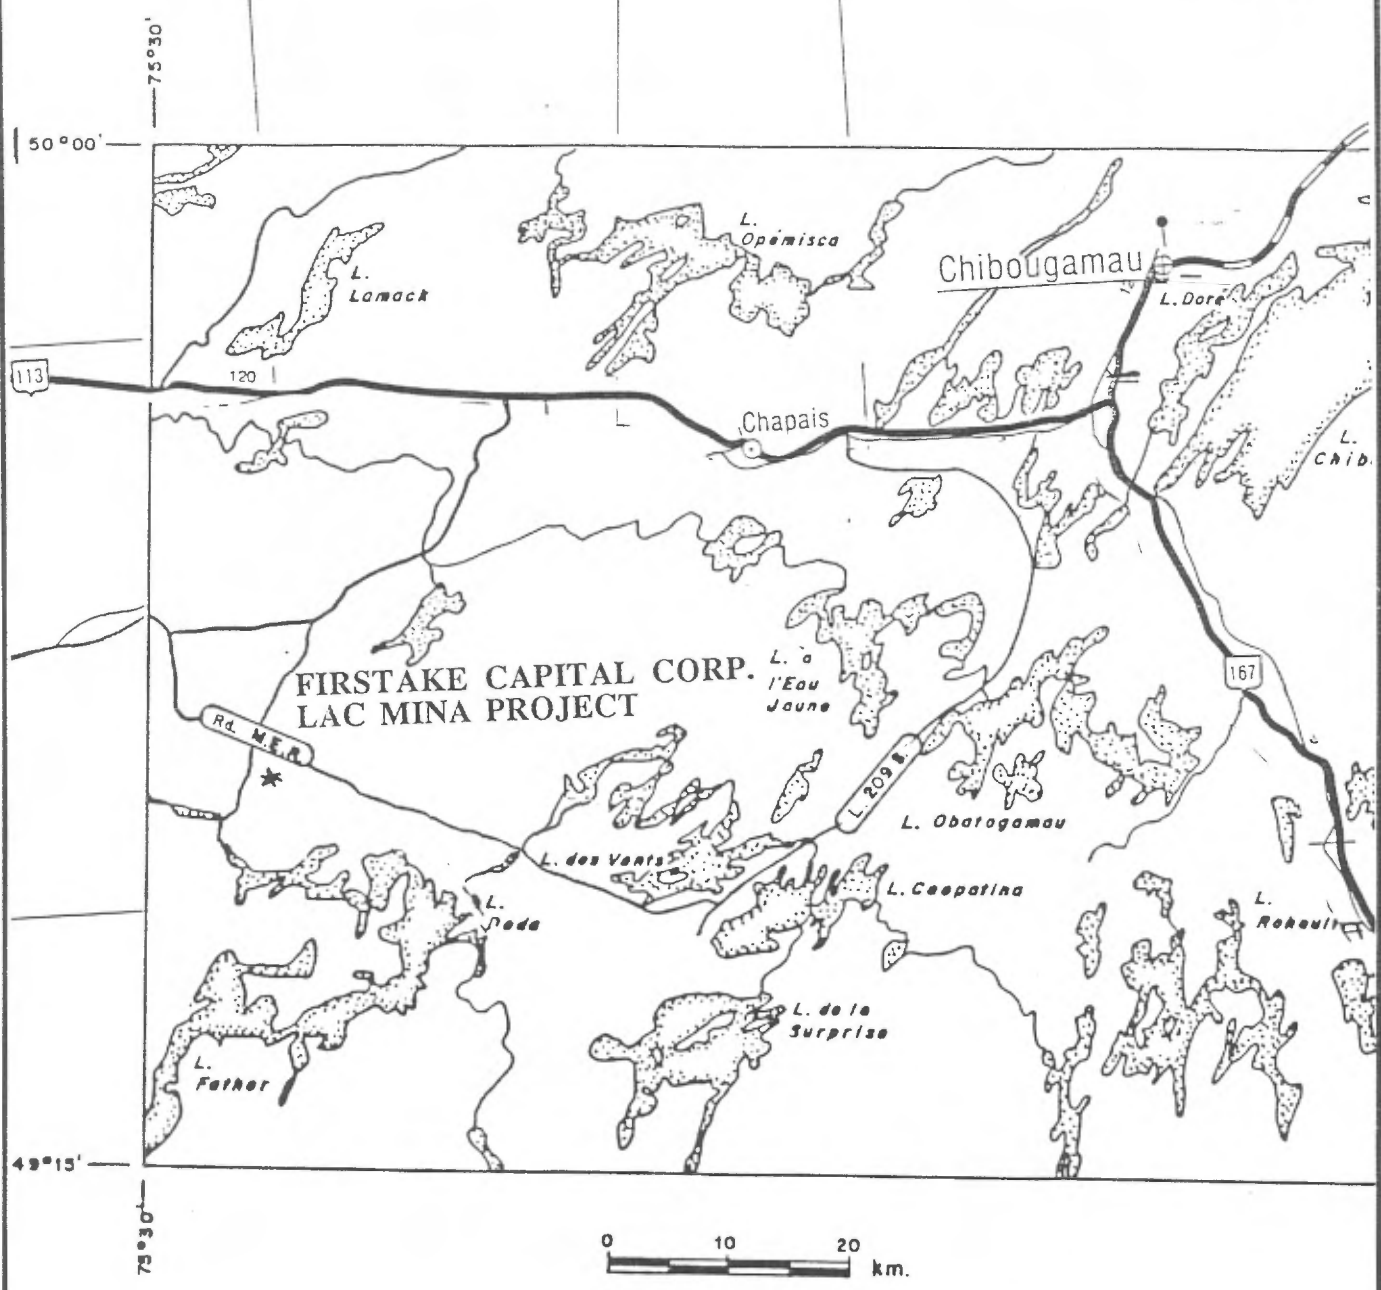 75°30'
50°00'
L.
Opémisca
Chibougamau
L.
Lamack
L. Doré
113
120
Chapais
L.
Chib.
FIRSTAKE CAPITAL CORP.
LAC MINA PROJECT
L. à
l'Eau
Jaune
167
Rd. M.E.R.
L. 209 B.
L. Obatogamau
L. des Vents
L. Caopatina
L.
Doda
L.
Rohault
L. de la
Surprise
L.
Father
49°15'
75°30'
0 10 20
km.